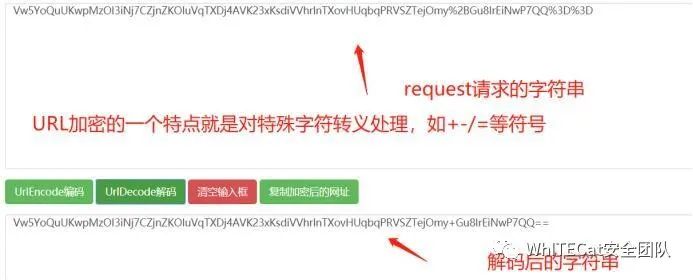 Vw5YoQuUKwpMzOI3iNj7CZjnZKOIuVqTXDj4AVK23xKsdiVVhrInTXovHUqbqPRVSZTejOmy%2BGu8IrEiNwP7QQ%3D%3D
request请求的字符串
URL加密的一个特点就是对特殊字符转义处理，如+-/=等符号
UrlEncode编码 UrlDecode解码 清空输入框 复制加密后的网址
Vw5YoQuUKwpMzOI3iNj7CZjnZKOIuVqTXDj4AVK23xKsdiVVhrInTXovHUqbqPRVSZTejOmy+Gu8IrEiNwP7QQ==
WhITECat安全团队
解码后的字符串